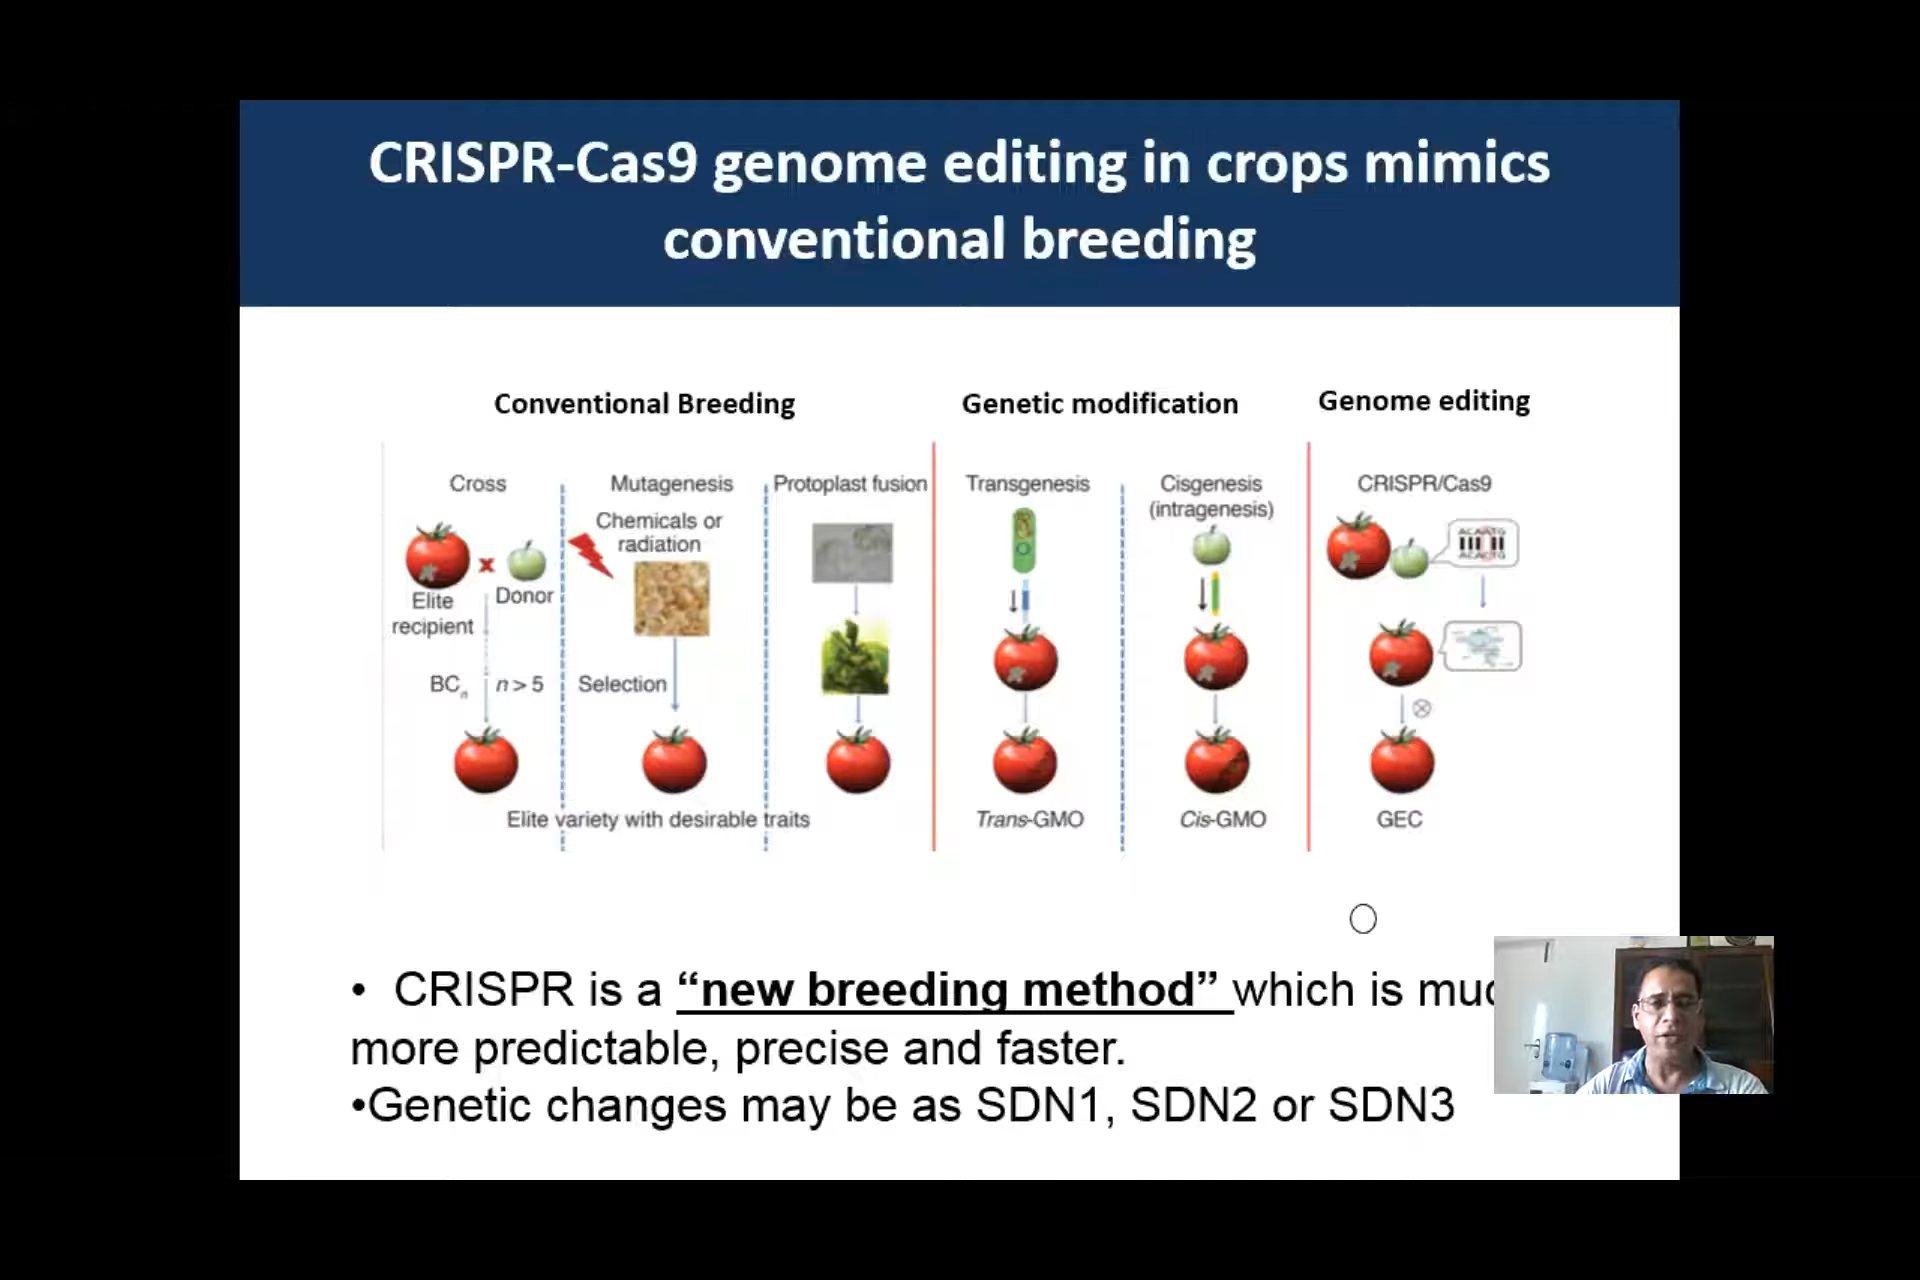 CRISPR-Cas9 genome editing in crops mimics
conventional breeding
Conventional Breeding
Genetic modification
Genome editing
Cross
Mutagenesis
Protoplast fusion
Transgenesis
Cisgenesis
(intragenesis)
CRISPR/Cas9
Chemicals or
radiation
Elite
recipient
Donor
BCn
n > 5
Selection
Elite variety with desirable traits
Trans-GMO
Cis-GMO
GEC
• CRISPR is a “new breeding method” which is
more predictable, precise and faster.
•Genetic changes may be as SDN1, SDN2 or SDN3